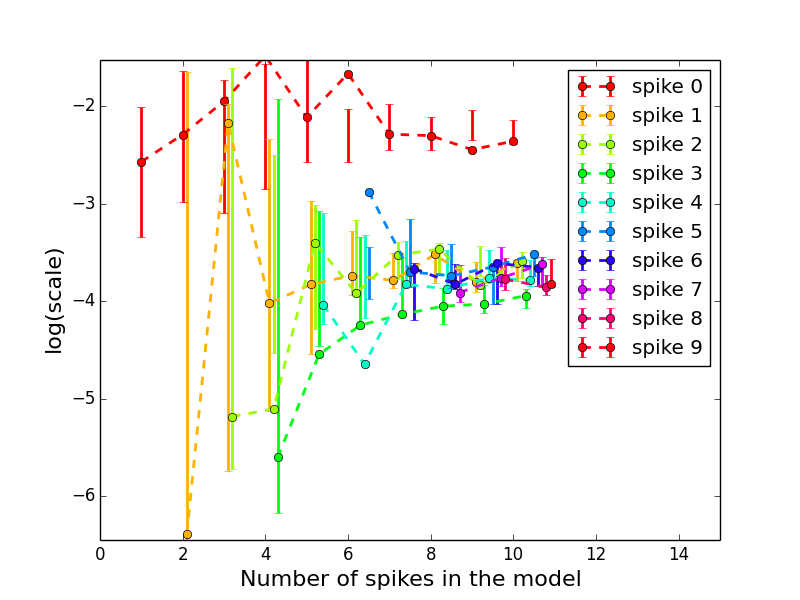 −2
−3
−4
−5
−6
log(scale)
0 2 4 6 8 10 12 14
Number of spikes in the model
spike 0
spike 1
spike 2
spike 3
spike 4
spike 5
spike 6
spike 7
spike 8
spike 9